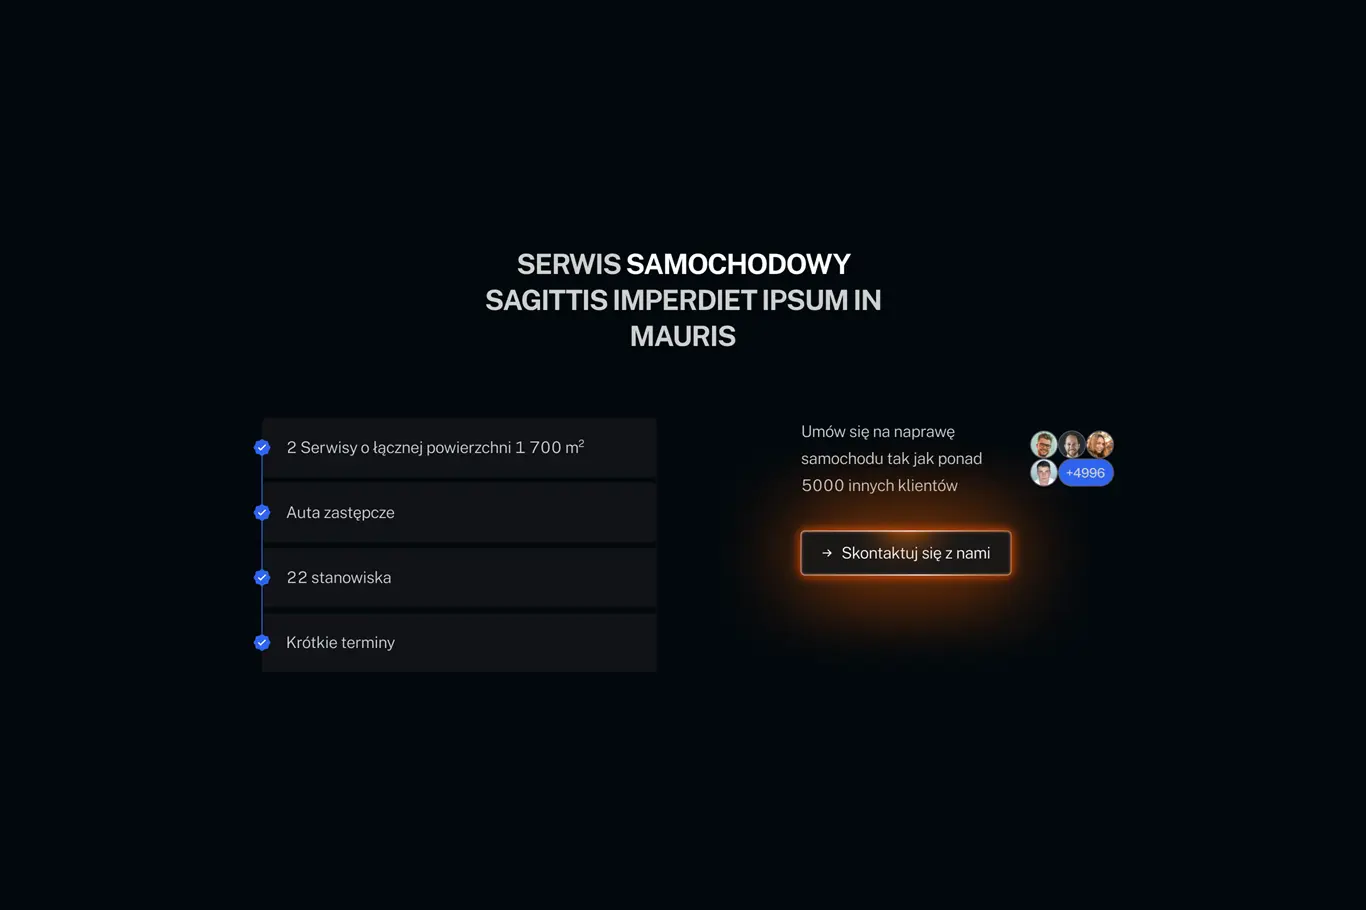 SERWIS SAMOCHODOWY
SAGITTIS IMPERDIET IPSUM IN
MAURIS
2 Serwisy o łącznej powierzchni 1 700 m²
Auta zastępcze
22 stanowiska
Krótkie terminy
Umów się na naprawę
samochodu tak jak ponad
5000 innych klientów
+4996
→ Skontaktuj się z nami